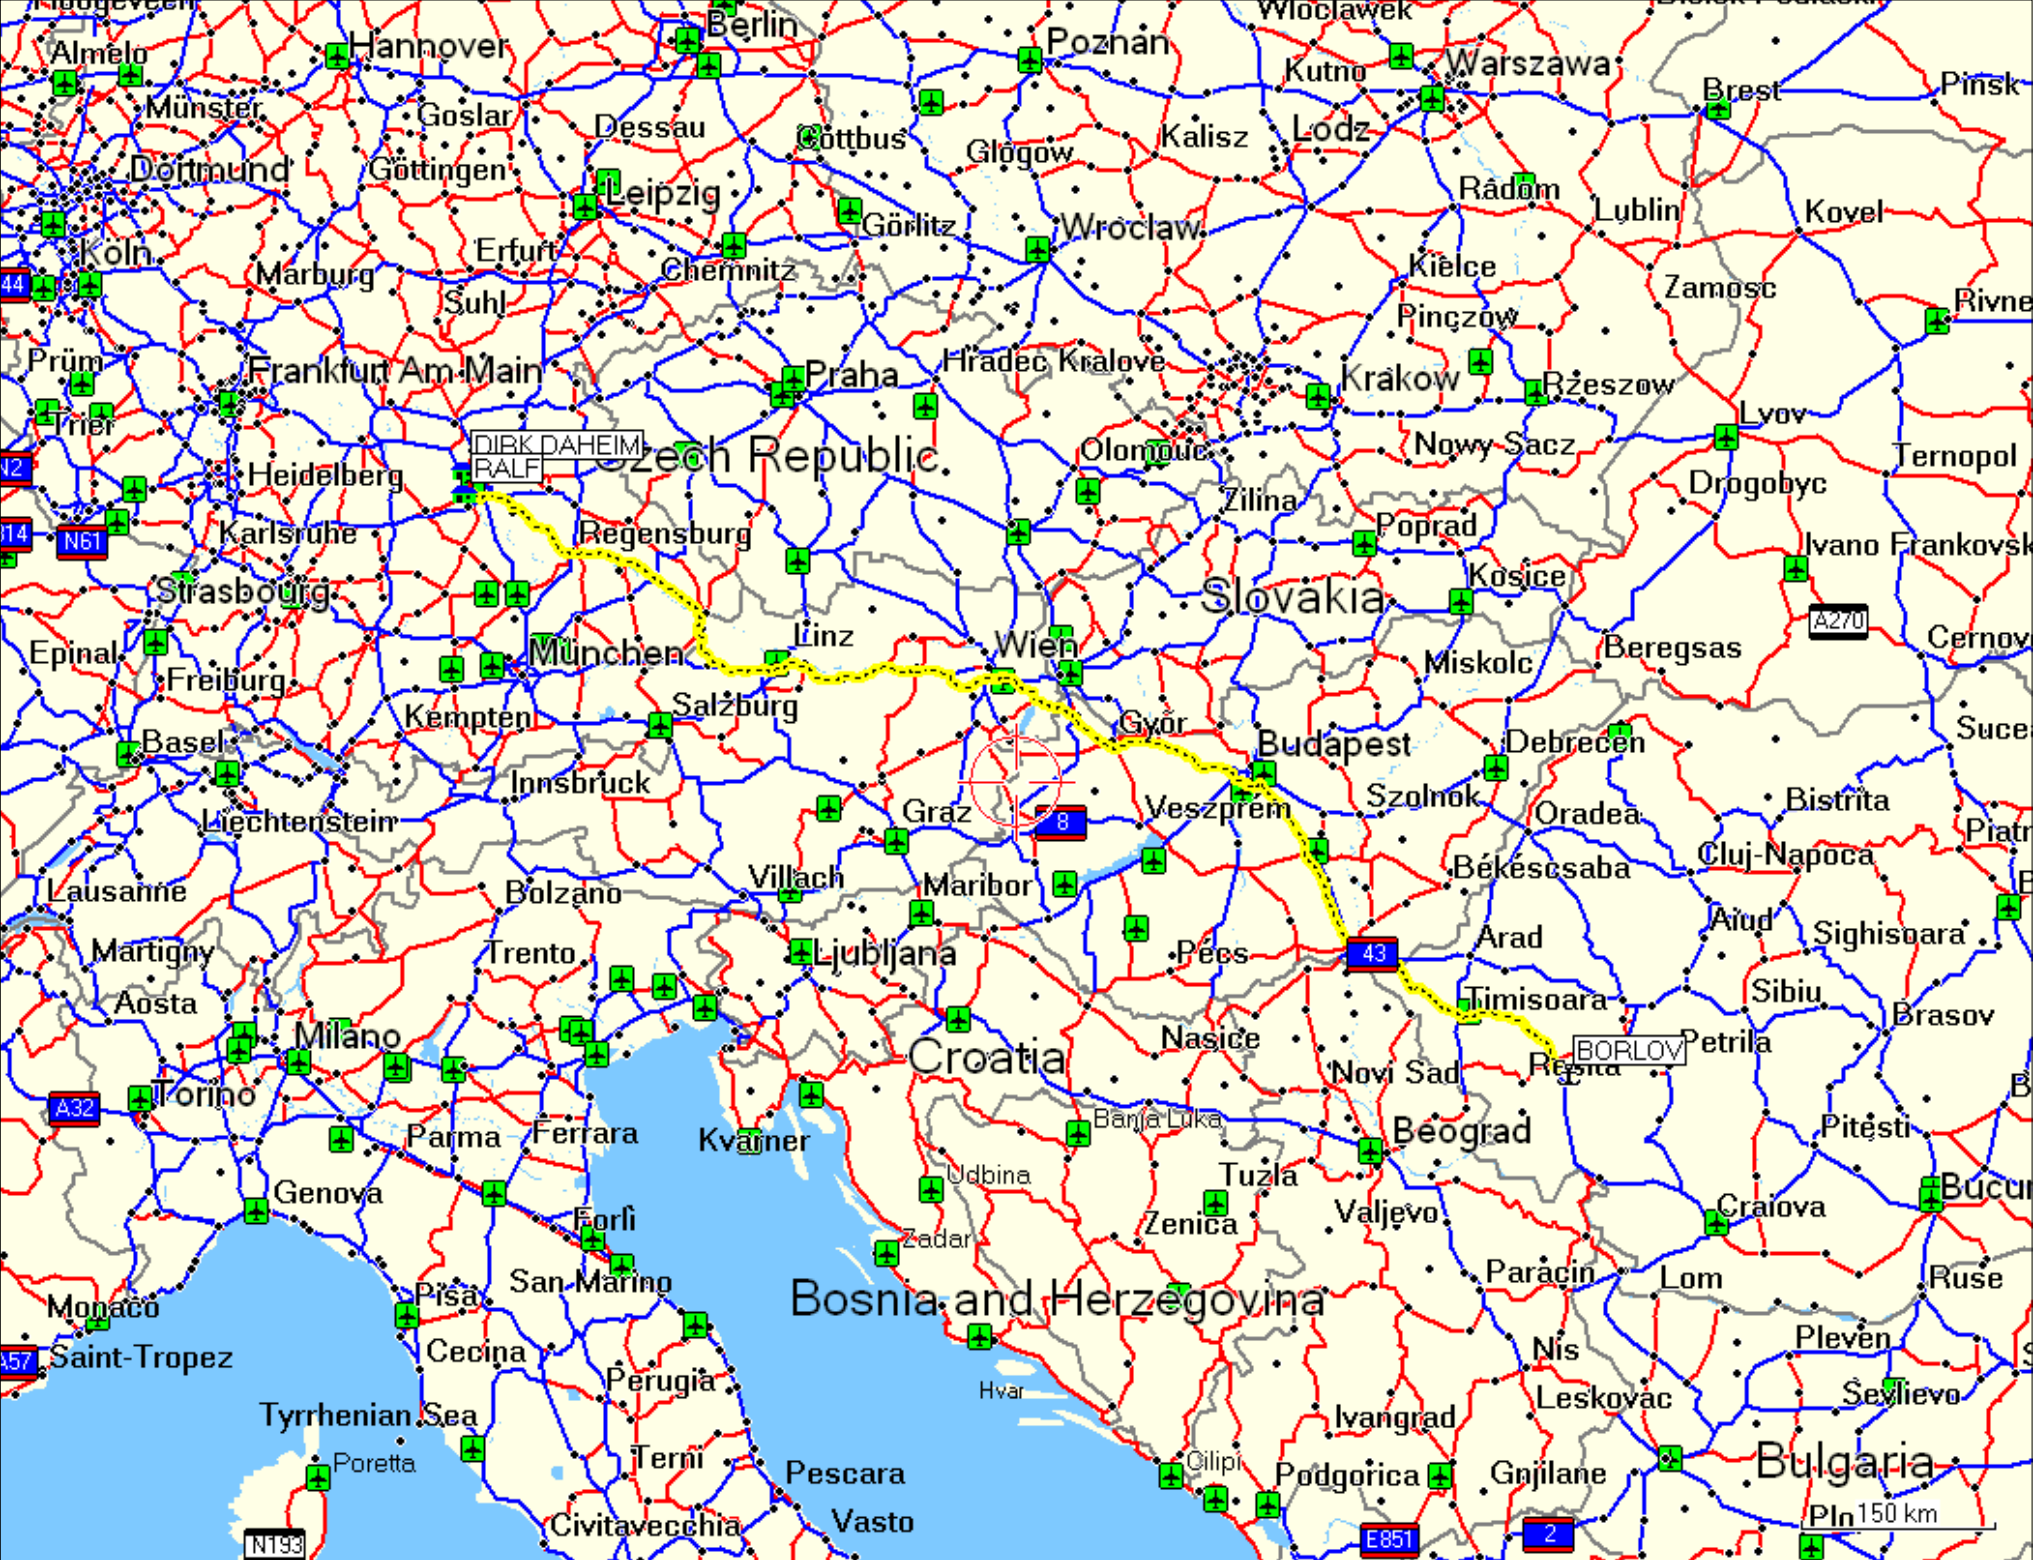 Wloclawek
Berlin
Hannover
Poznan
Almelo
Kutno
Warszawa
Brest
Pinsk
Münster
Goslar
Dessau
Cottbus
Glogow
Kalisz
Lodz
Dortmund
Göttingen
Leipzig
Radom
Lublin
Kovel
Görlitz
Wroclaw
Köln
Erfurt
Marburg
Chemnitz
Kielce
44
Suhl
Zamosc
Rivne
Pinczow
Prüm
Frankfurt Am Main
Praha
Hradec Kralove
Krakow
Rzeszow
Trier
Lvov
DIRK DAHEIM
RALF
Czech Republic
Olomouc
Nowy Sacz
Ternopol
N2
Heidelberg
Drogobyc
Zilina
N61
Karlsruhe
Regensburg
Poprad
Ivano Frankovsk
Strasbourg
Slovakia
Kosice
A270
Linz
Wien
Epinal
München
Miskolc
Beregsas
Freiburg
Kempten
Salzburg
Györ
Basel
Budapest
Debrecen
Innsbruck
Veszprem
Szolnok
Oradea
Bistrita
Liechtenstein
Graz
8
Békéscsaba
Cluj-Napoca
Lausanne
Bolzano
Villach
Maribor
Aiud
Sighisoara
Martigny
Trento
Ljubljana
Pécs
43
Arad
Aosta
Timisoara
Sibiu
Brasov
Milano
Croatia
Nasice
BORLOV
Petrila
Resita
Novi Sad
A32
Torino
Parma
Ferrara
Kvarner
Banja Luka
Beograd
Pitesti
Genova
Udbina
Tuzla
Forlì
Zenica
Valjevo
Craiova
Zadar
San Marino
Paracin
Lom
Ruse
Monaco
Pisa
Bosnia and Herzegovina
A57
Saint-Tropez
Cecina
Nis
Pleven
Perugia
Hvar
Leskovac
Sevlievo
Tyrrhenian Sea
Ivangrad
Poretta
Terni
Pescara
Cilipi
Podgorica
Gnjilane
Bulgaria
N193
Civitavecchia
Vasto
E851
2
150 km